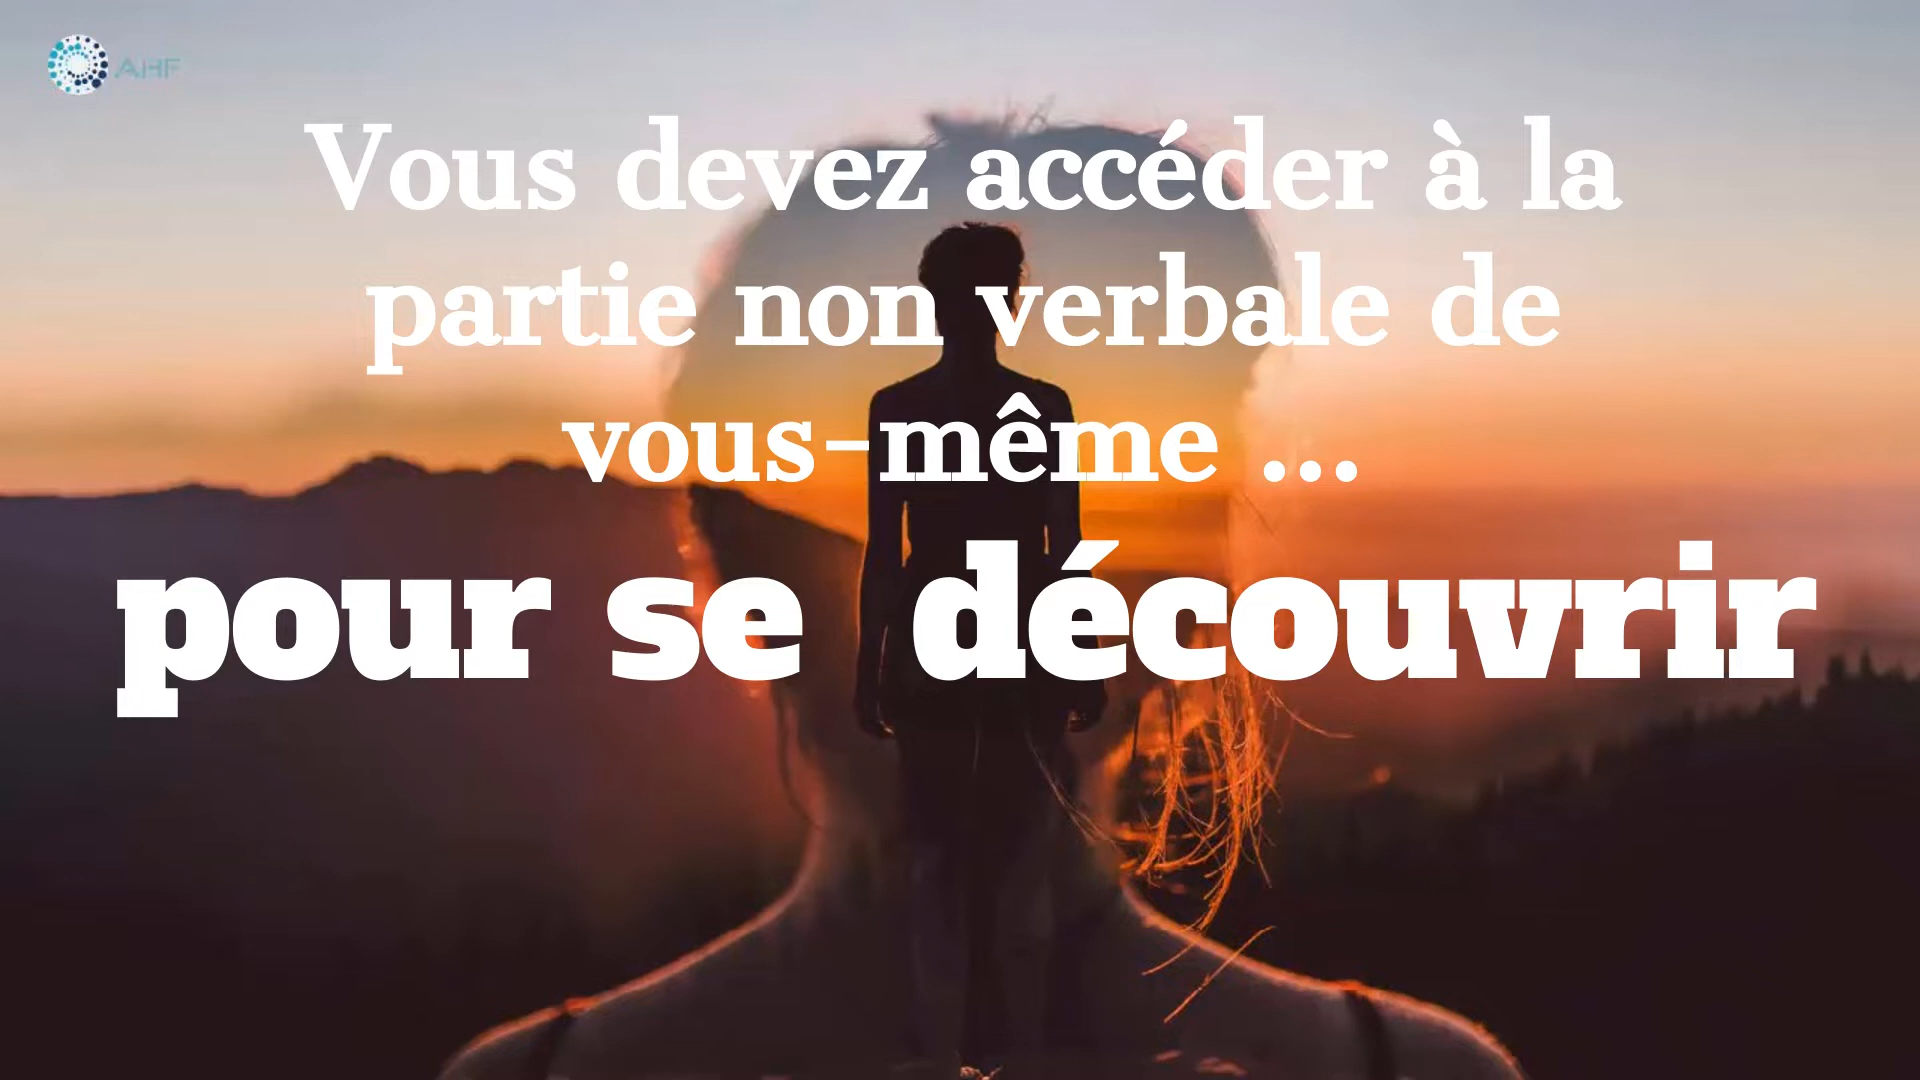 AHF
Vous devez accéder à la
partie non verbale de
vous-même ...
pour se découvrir